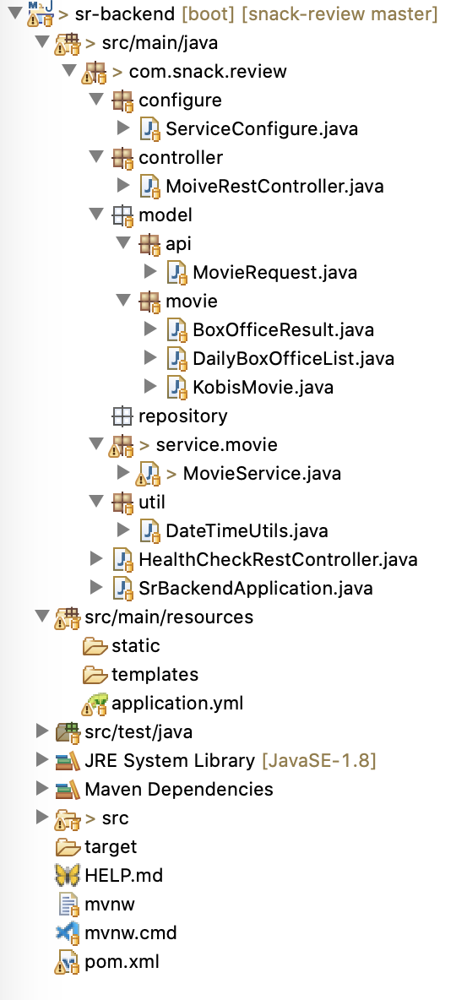 > sr-backend [boot] [snack-review master]
> src/main/java
> com.snack.review
configure
ServiceConfigure.java
controller
MoiveRestController.java
model
api
MovieRequest.java
movie
BoxOfficeResult.java
DailyBoxOfficeList.java
KobisMovie.java
repository
> service.movie
> MovieService.java
util
DateTimeUtils.java
HealthCheckRestController.java
SrBackendApplication.java
src/main/resources
static
templates
application.yml
src/test/java
JRE System Library [JavaSE-1.8]
Maven Dependencies
> src
target
HELP.md
mvnw
mvnw.cmd
pom.xml